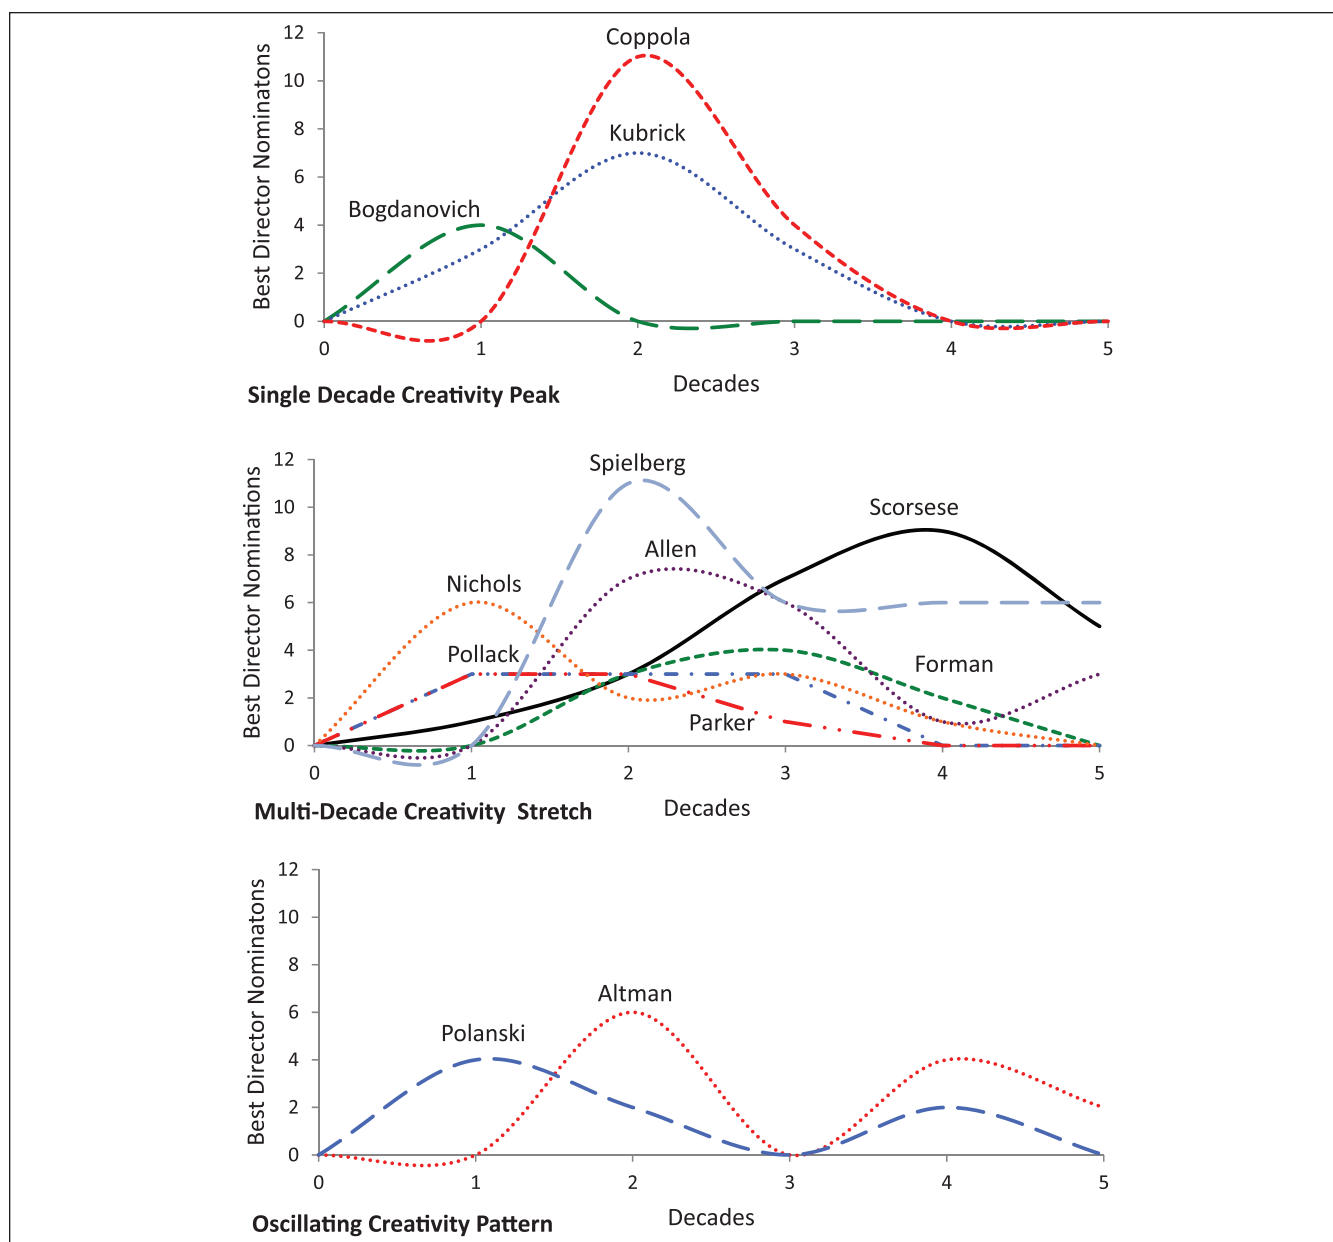 12
10
8
6
4
2
0
Best Director Nominatons
Coppola
Kubrick
Bogdanovich
0 1 2 3 4 5
Decades
Single Decade Creativity Peak
12
10
8
6
4
2
0
Best Director Nominations
Spielberg
Scorsese
Allen
Nichols
Pollack
Forman
Parker
0 1 2 3 4 5
Decades
Multi-Decade Creativity Stretch
12
10
8
6
4
2
0
Best Director Nominatons
Altman
Polanski
0 1 2 3 4 5
Decades
Oscillating Creativity Pattern